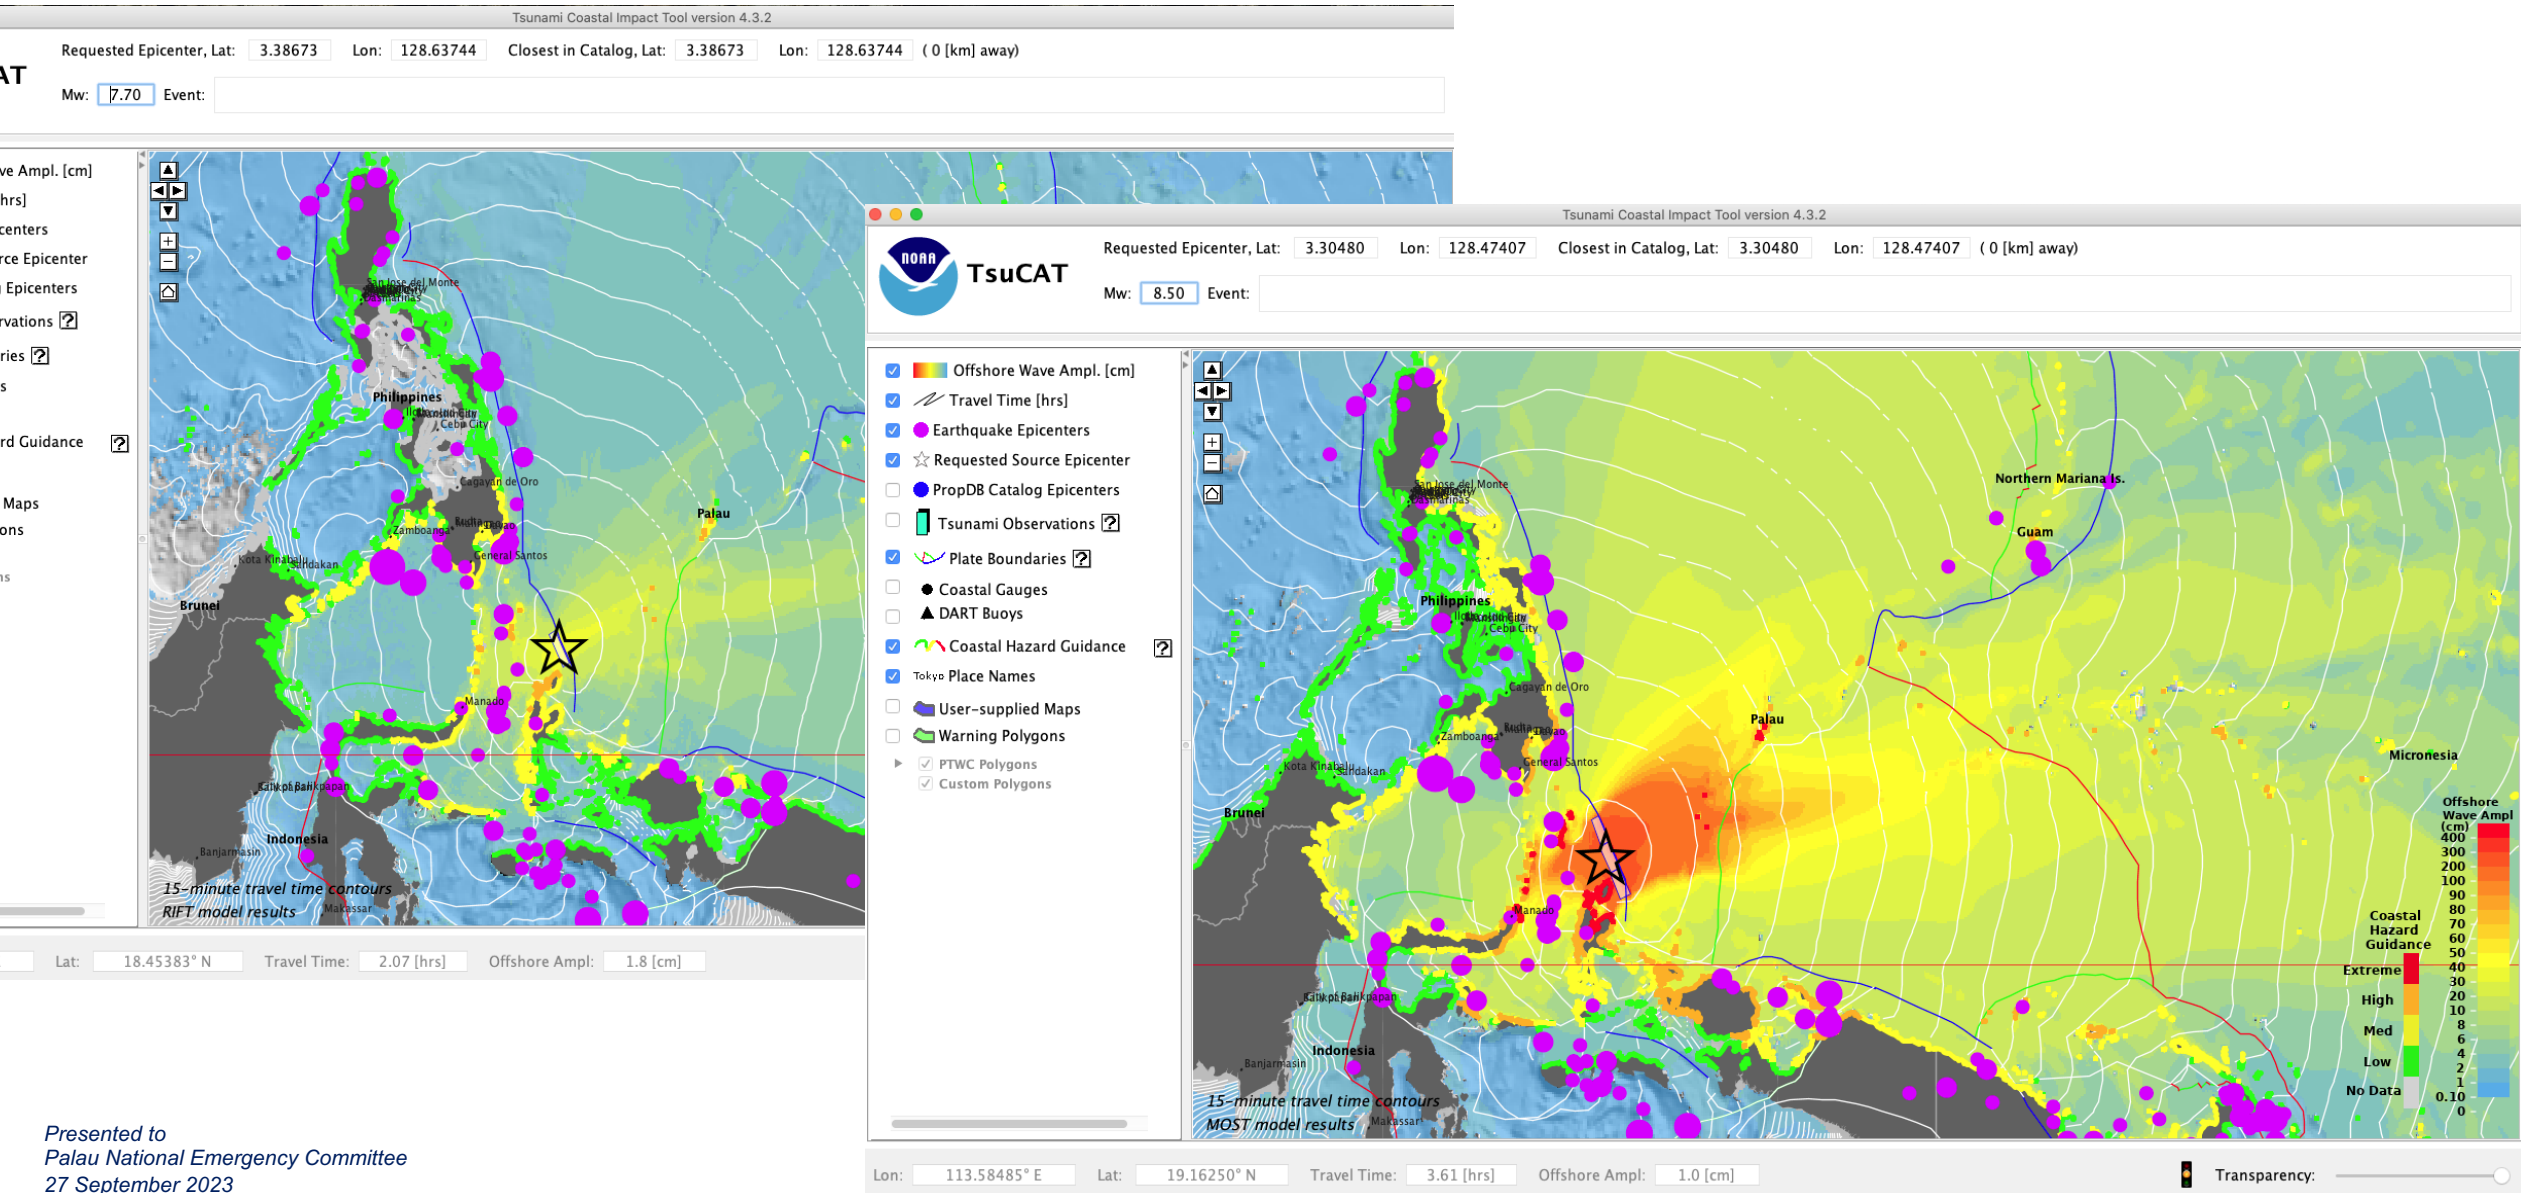 Tsunami Coastal Impact Tool version 4.3.2
Requested Epicenter, Lat: 3.38673 Lon: 128.63744 Closest in Catalog, Lat: 3.38673 Lon: 128.63744 ( 0 [km] away)
AT
Mw: 7.70 Event:
ve Ampl. [cm]
hrs]
centers
rce Epicenter
Epicenters
rvations ?
ries ?
s
rd Guidance ?
Maps
ons
ns
San Jose del Monte
Dasmarinas
Philippines
Cebu City
Cagayan de Oro
Zamboanga
Davao
General Santos
Kota Kinabalu
Sandakan
Brunei
Palau
Manado
Balikpapan
Indonesia
Banjarmasin
15-minute travel time contours
RIFT model results
Makassar
Lat: 18.45383° N Travel Time: 2.07 [hrs] Offshore Ampl: 1.8 [cm]
Presented to
Palau National Emergency Committee
27 September 2023
Tsunami Coastal Impact Tool version 4.3.2
NOAA
TsuCAT
Requested Epicenter, Lat: 3.30480 Lon: 128.47407 Closest in Catalog, Lat: 3.30480 Lon: 128.47407 ( 0 [km] away)
Mw: 8.50 Event:
Offshore Wave Ampl. [cm]
Travel Time [hrs]
Earthquake Epicenters
Requested Source Epicenter
PropDB Catalog Epicenters
Tsunami Observations ?
Plate Boundaries ?
Coastal Gauges
DART Buoys
Coastal Hazard Guidance ?
Tokyo Place Names
User-supplied Maps
Warning Polygons
PTWC Polygons
Custom Polygons
San Jose del Monte
Dasmarinas
Philippines
Cebu City
Cagayan de Oro
Zamboanga
Davao
General Santos
Kota Kinabalu
Sandakan
Brunei
Northern Mariana Is.
Guam
Palau
Micronesia
Manado
City of Balikpapan
Indonesia
Banjarmasin
15-minute travel time contours
MOST model results
Makassar
Offshore
Wave Ampl
(cm)
400
300
200
100
90
80
70
60
50
40
30
20
10
8
6
4
2
1
0.10
0
Coastal
Hazard
Guidance
Extreme
High
Med
Low
No Data
Lon: 113.58485° E Lat: 19.16250° N Travel Time: 3.61 [hrs] Offshore Ampl: 1.0 [cm] Transparency: